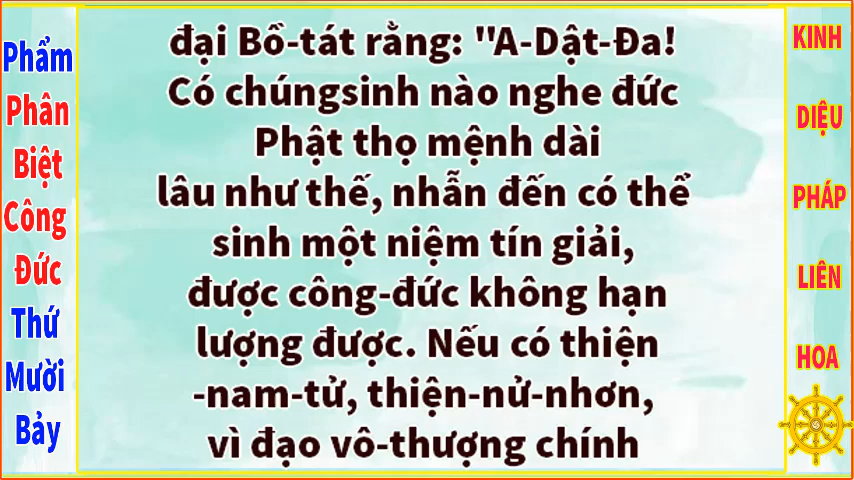 Phẩm
Phân
Biệt
Công
Đức
Thứ
Mười
Bảy
đại Bồ-tát rằng: "A-Dật-Đa!
Có chúngsinh nào nghe đức
Phật thọ mệnh dài
lâu như thế, nhẫn đến có thể
sinh một niệm tín giải,
được công-đức không hạn
lượng được. Nếu có thiện
-nam-tử, thiện-nử-nhơn,
vì đạo vô-thượng chính
KINH
DIỆU
PHÁP
LIÊN
HOA